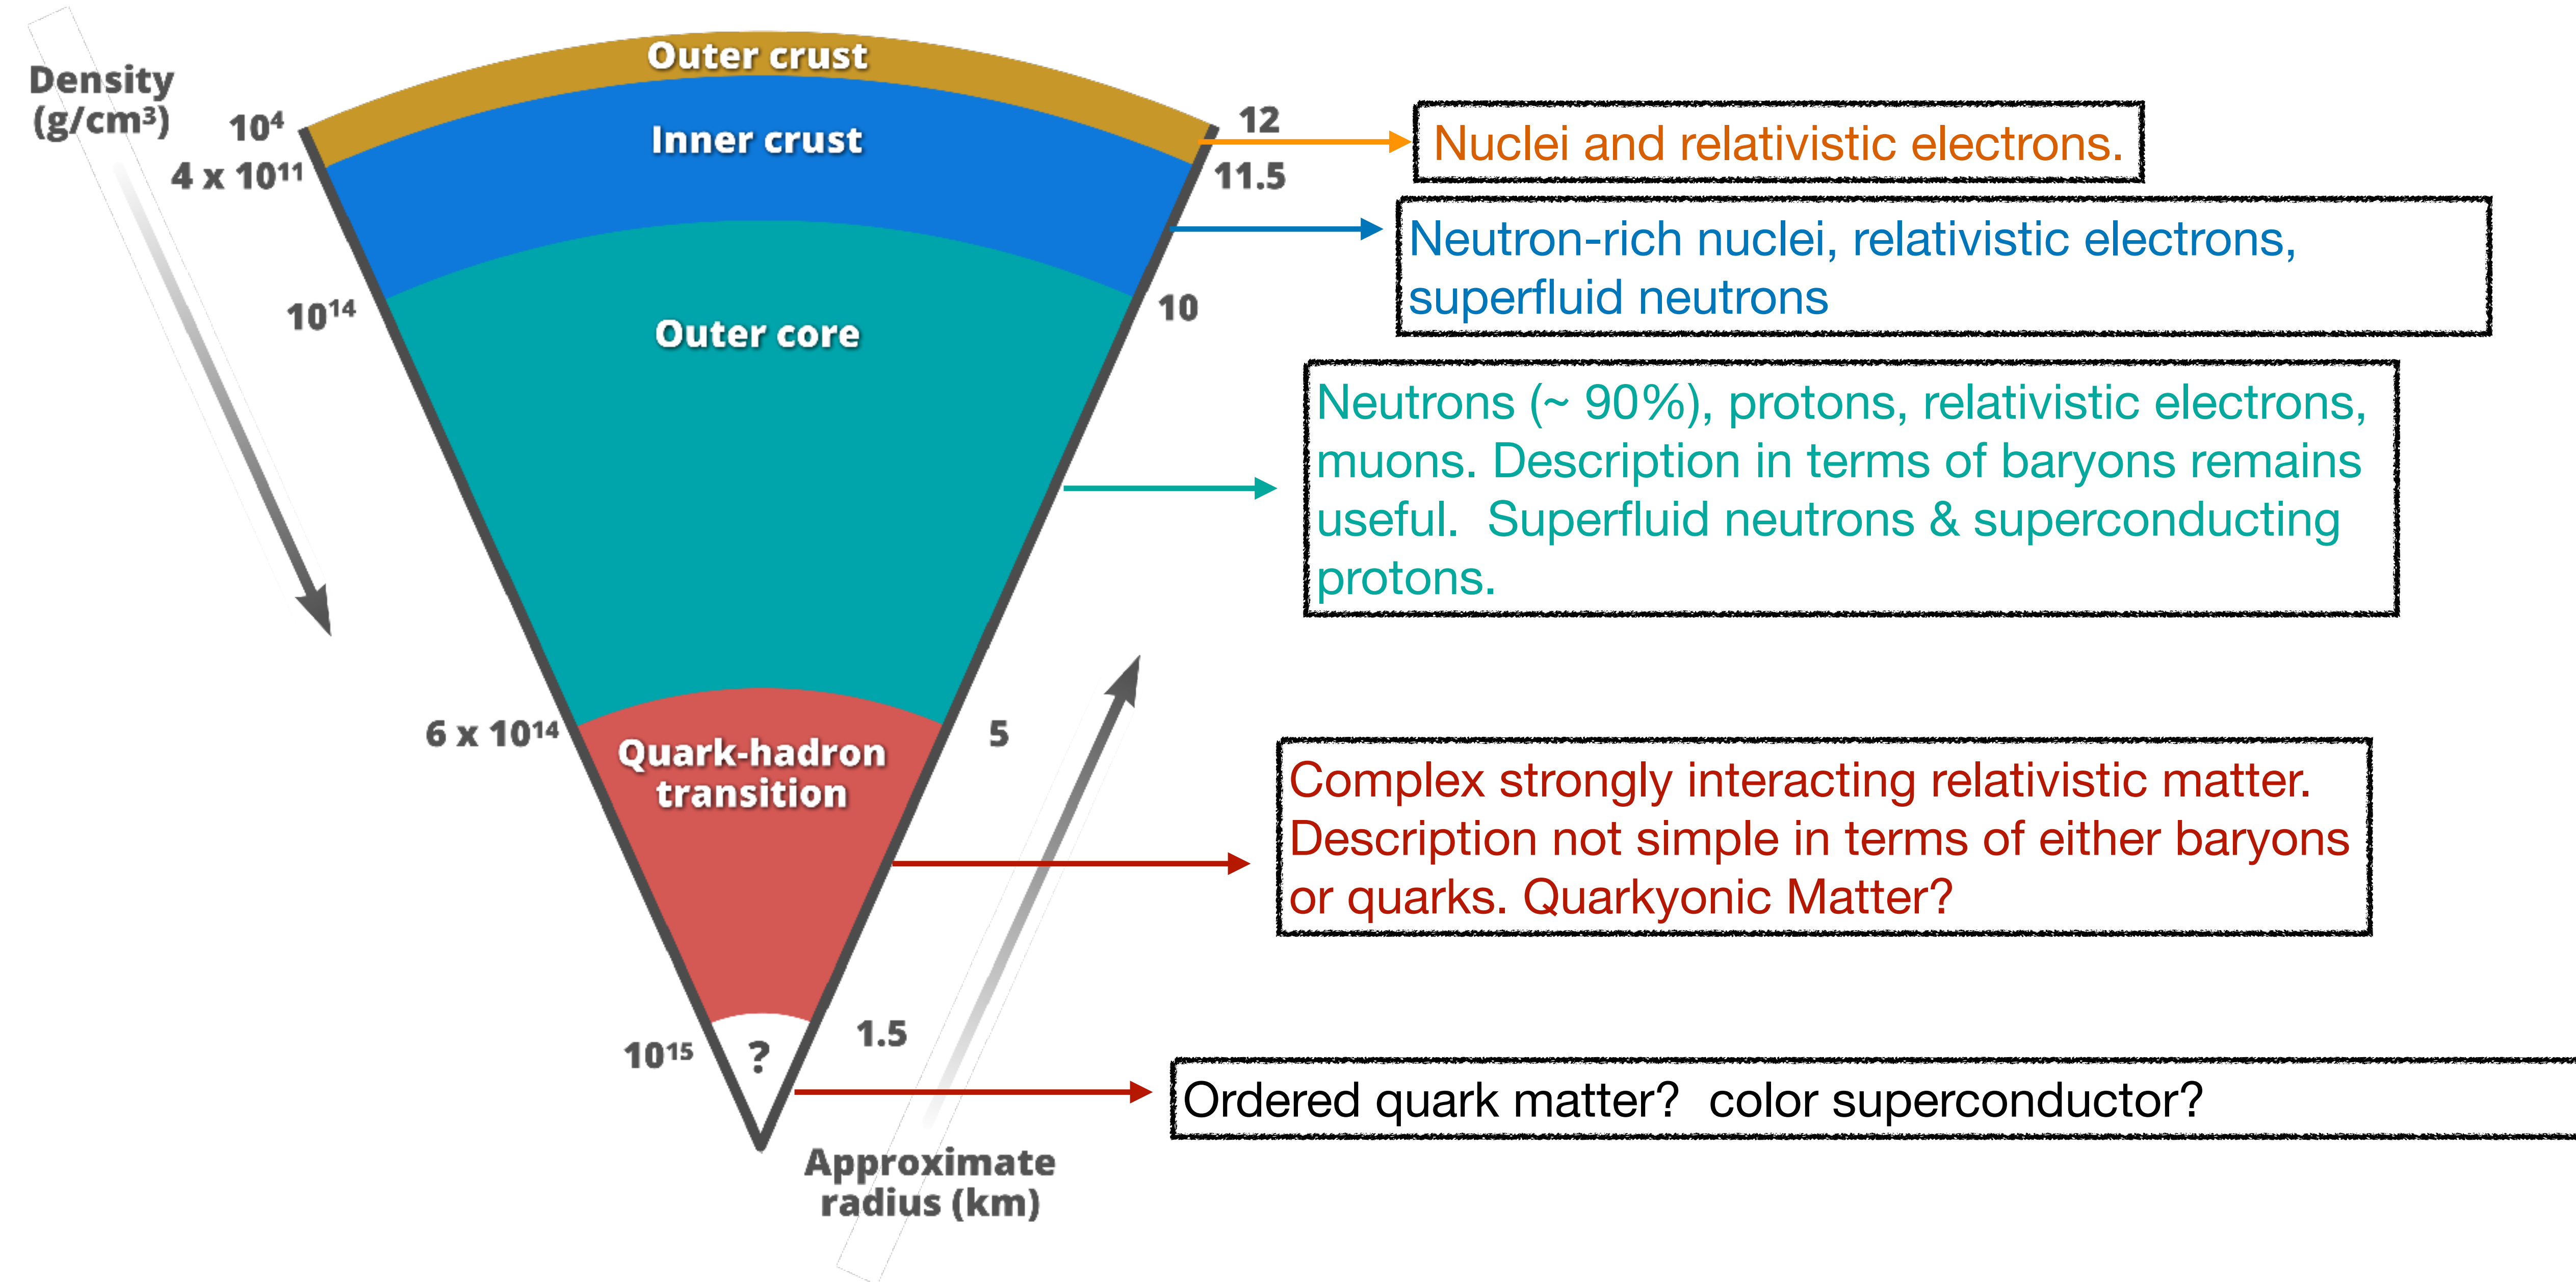 Density
(g/cm³)
10⁴
4 x 10¹¹
10¹⁴
6 x 10¹⁴
10¹⁵
Outer crust
Inner crust
Outer core
Quark-hadron
transition
?
12
11.5
10
5
1.5
Approximate
radius (km)
Nuclei and relativistic electrons.
Neutron-rich nuclei, relativistic electrons,
superfluid neutrons
Neutrons (~ 90%), protons, relativistic electrons,
muons. Description in terms of baryons remains
useful.  Superfluid neutrons & superconducting
protons.
Complex strongly interacting relativistic matter.
Description not simple in terms of either baryons
or quarks. Quarkyonic Matter?
Ordered quark matter?  color superconductor?